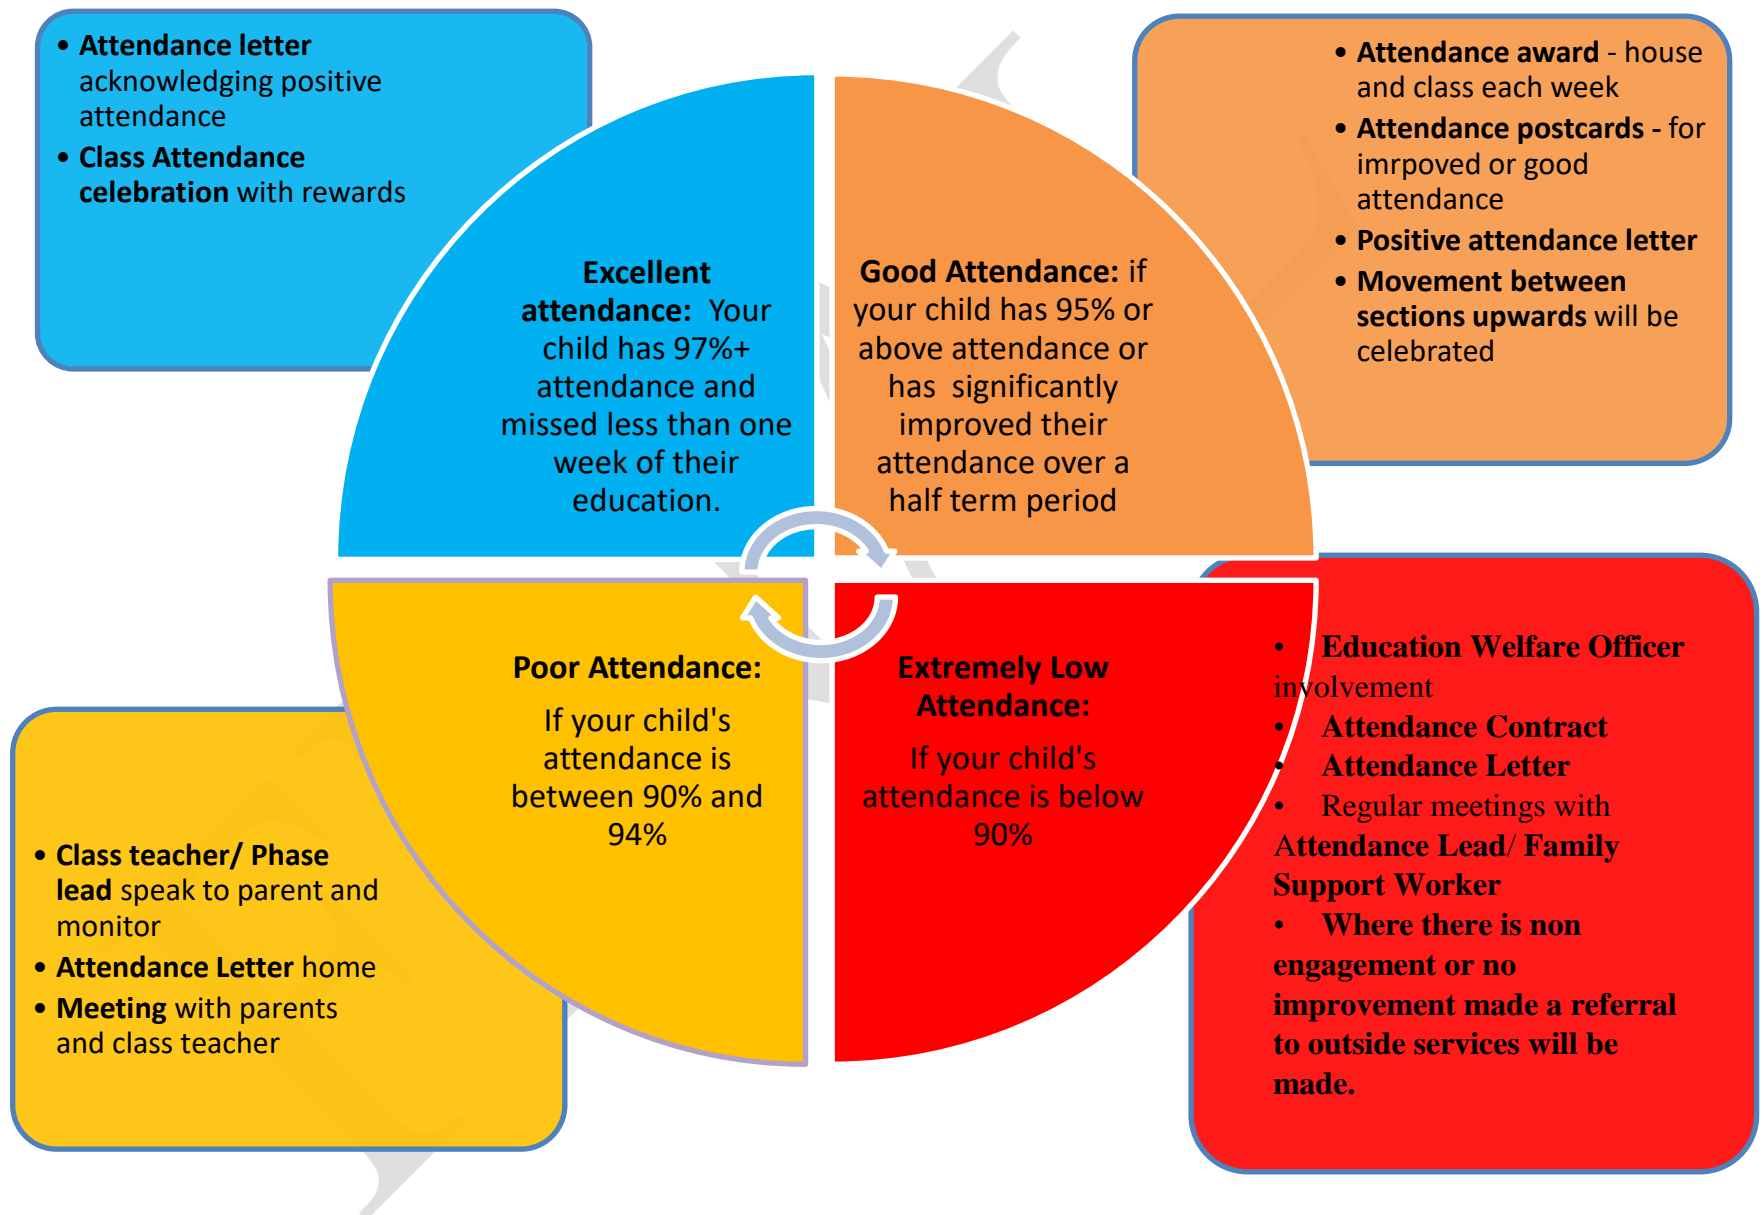 • Attendance letter
acknowledging positive
attendance
• Class Attendance
celebration with rewards
• Attendance award - house
and class each week
• Attendance postcards - for
imrpoved or good
attendance
• Positive attendance letter
• Movement between
sections upwards will be
celebrated
Excellent
attendance: Your
child has 97%+
attendance and
missed less than one
week of their
education.
Good Attendance: if
your child has 95% or
above attendance or
has significantly
improved their
attendance over a
half term period
Poor Attendance:
If your child's
attendance is
between 90% and
94%
Extremely Low
Attendance:
If your child's
attendance is below
90%
• Class teacher/ Phase
lead speak to parent and
monitor
• Attendance Letter home
• Meeting with parents
and class teacher
• Education Welfare Officer
involvement
• Attendance Contract
• Attendance Letter
• Regular meetings with
Attendance Lead/ Family
Support Worker
• Where there is non
engagement or no
improvement made a referral
to outside services will be
made.